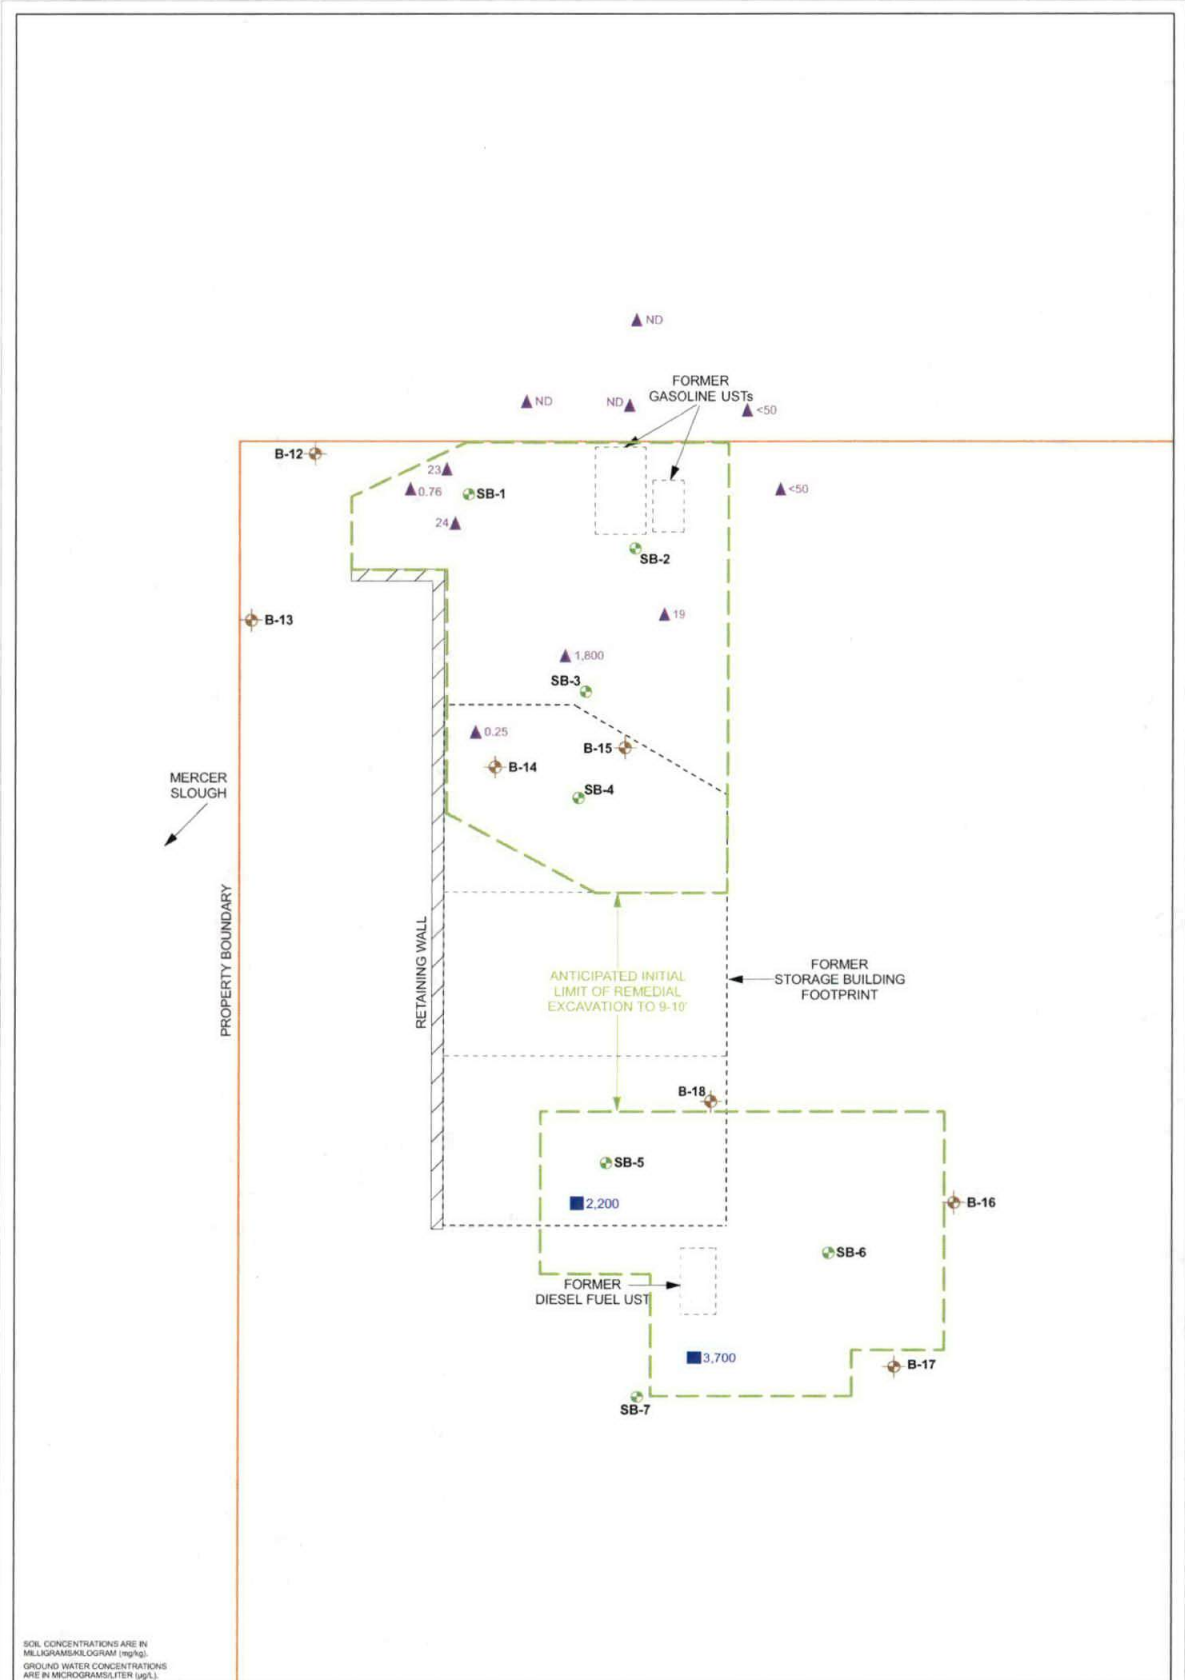 ND
FORMER
GASOLINE USTs
ND
ND
<50
B-12
23
0.76
SB-1
<50
24
SB-2
B-13
19
1,800
SB-3
0.25
B-15
B-14
MERCER
SLOUGH
SB-4
PROPERTY BOUNDARY
RETAINING WALL
ANTICIPATED INITIAL
LIMIT OF REMEDIAL
EXCAVATION TO 9-10'
FORMER
STORAGE BUILDING
FOOTPRINT
B-18
SB-5
2,200
B-16
SB-6
FORMER
DIESEL FUEL UST
3,700
B-17
SB-7
SOIL CONCENTRATIONS ARE IN
MILLIGRAMS/KILOGRAM (mg/kg).
GROUND WATER CONCENTRATIONS
ARE IN MICROGRAMS/LITER (ug/L).